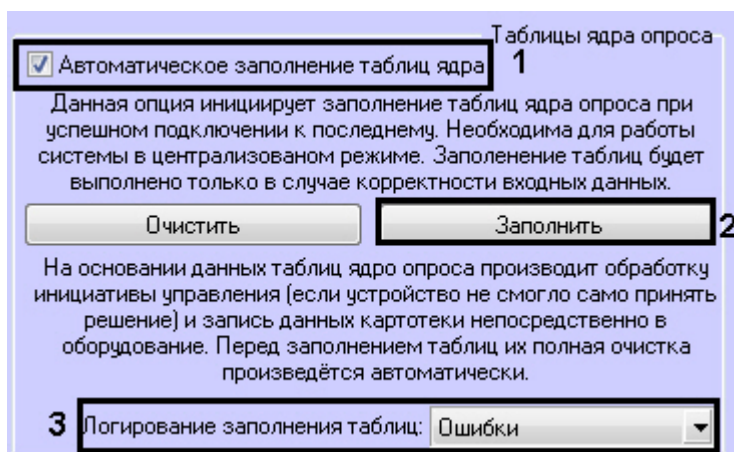 Таблицы ядра опроса
Автоматическое заполнение таблиц ядра 1
Данная опция инициирует заполнение таблиц ядра опроса при
успешном подключении к последнему. Необходима для работы
системы в централизованом режиме. Заполенение таблиц будет
выполнено только в случае корректности входных данных.
Очистить Заполнить 2
На основании данных таблиц ядро опроса производит обработку
инициативы управления (если устройство не смогло само принять
решение) и запись данных картотеки непосредственно в
оборудование. Перед заполнением таблиц их полная очистка
произведётся автоматически.
3 Логирование заполнения таблиц: Ошибки